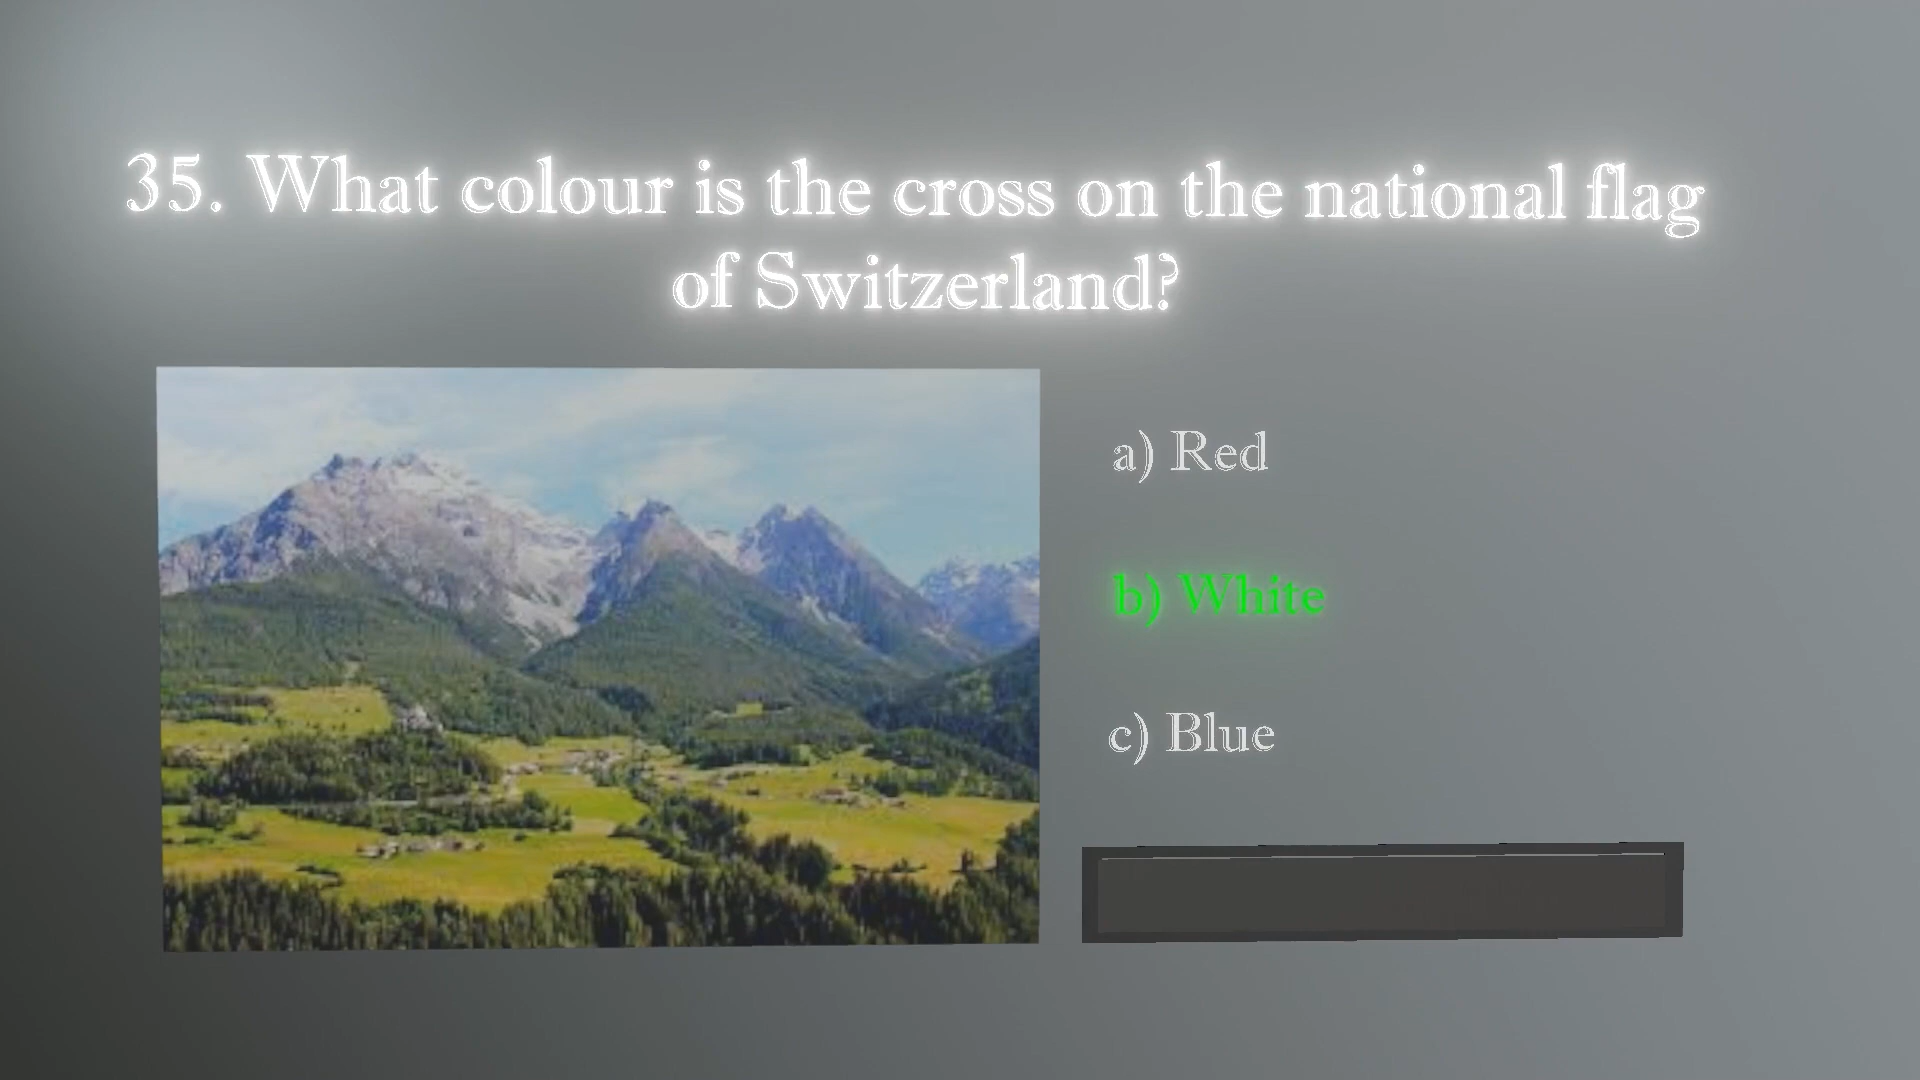 35. What colour is the cross on the national flag
of Switzerland?
a) Red
b) White
c) Blue